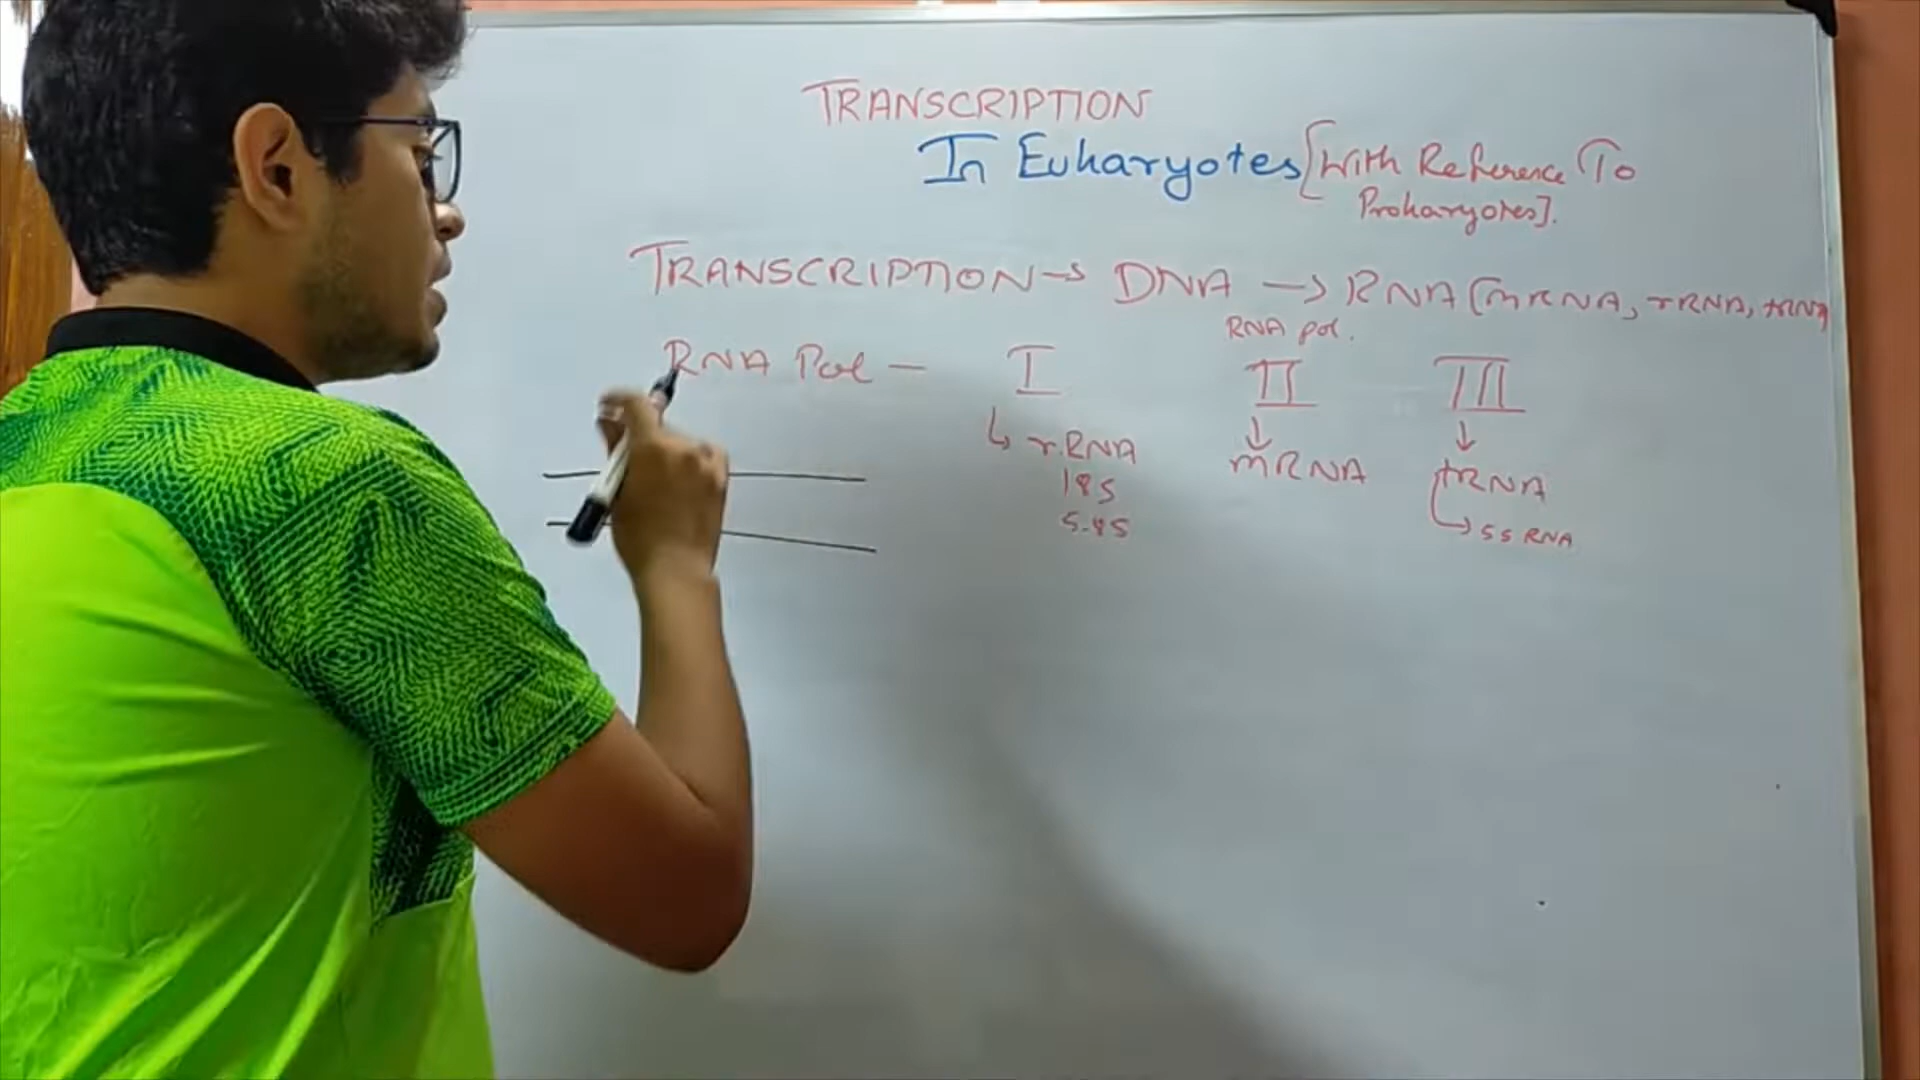 TRANSCRIPTION
In Eukaryotes [With Reference To
Prokaryotes].
TRANSCRIPTION → DNA → RNA (mRNA, rRNA, tRNA)
RNA pol.
RNA Pol — I II III
↳ rRNA ↓ mRNA ↓ tRNA
18S
5.8S ↳ 5S RNA